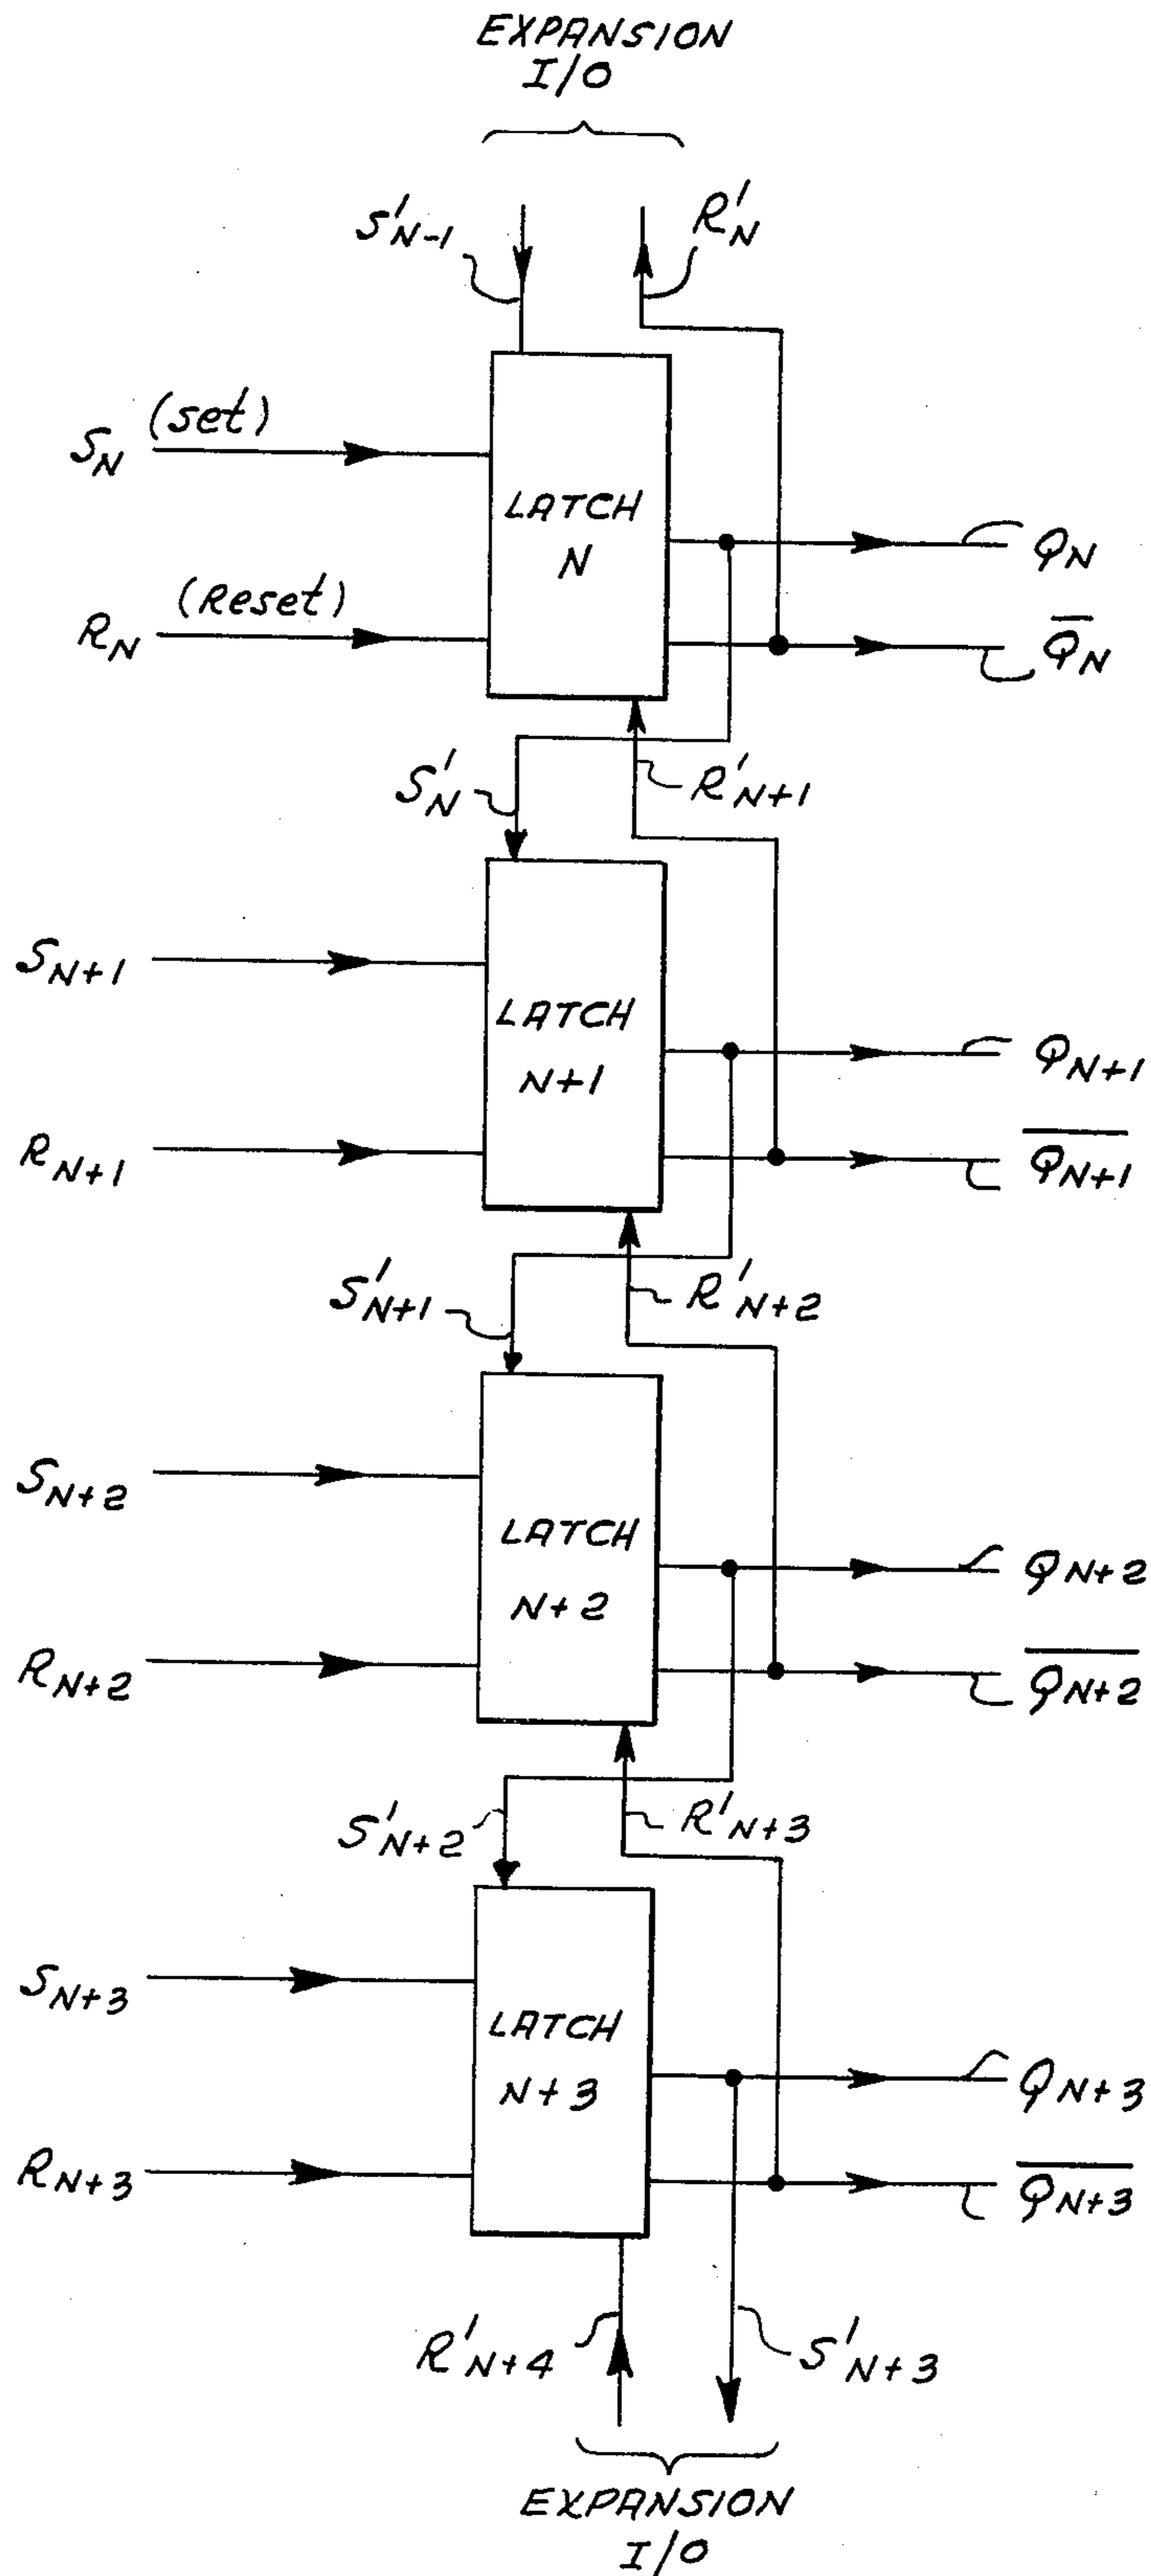 EXPANSION
I/O
S'N-1
R'N
SN (set)
LATCH
N
QN
RN (Reset)
Q̅N
S'N
R'N+1
SN+1
LATCH
N+1
QN+1
RN+1
Q̅N+1
S'N+1
R'N+2
SN+2
LATCH
N+2
QN+2
RN+2
Q̅N+2
S'N+2
R'N+3
SN+3
LATCH
N+3
QN+3
RN+3
Q̅N+3
R'N+4
S'N+3
EXPANSION
I/O